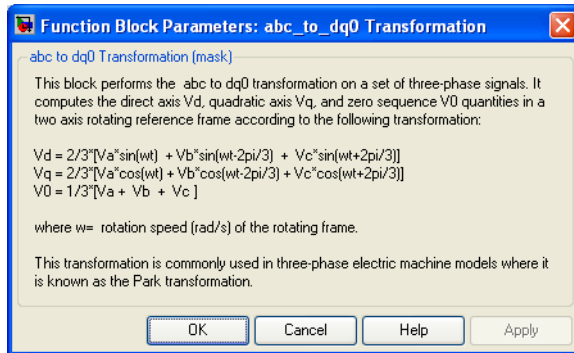 Function Block Parameters: abc_to_dq0 Transformation
abc to dq0 Transformation (mask)
This block performs the abc to dq0 transformation on a set of three-phase signals. It
computes the direct axis Vd, quadratic axis Vq, and zero sequence V0 quantities in a
two axis rotating reference frame according to the following transformation:
Vd = 2/3*[Va*sin(wt) + Vb*sin(wt-2pi/3) + Vc*sin(wt+2pi/3)]
Vq = 2/3*[Va*cos(wt) + Vb*cos(wt-2pi/3) + Vc*cos(wt+2pi/3)]
V0 = 1/3*[Va + Vb + Vc ]
where w= rotation speed (rad/s) of the rotating frame.
This transformation is commonly used in three-phase electric machine models where it
is known as the Park transformation.
OK Cancel Help Apply